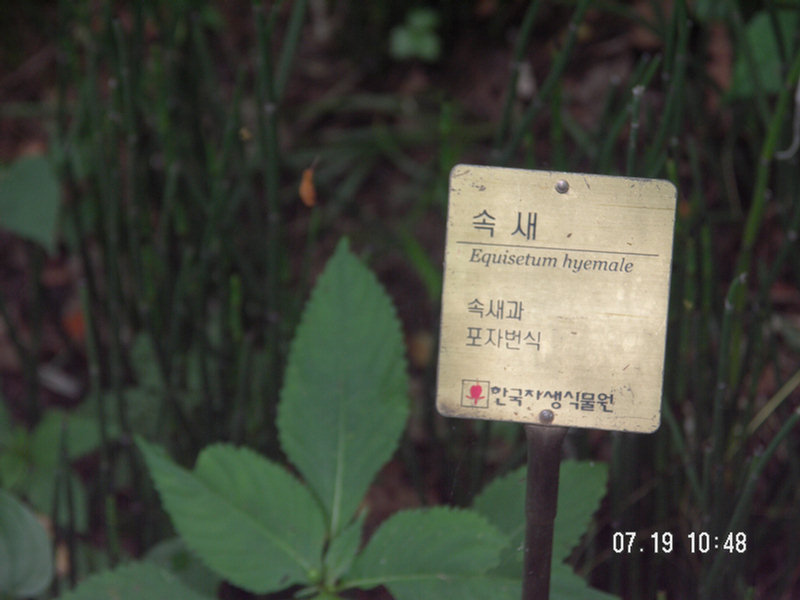 속새
Equisetum hyemale
속새과
포자번식
한국자생식물원
07.19 10:48